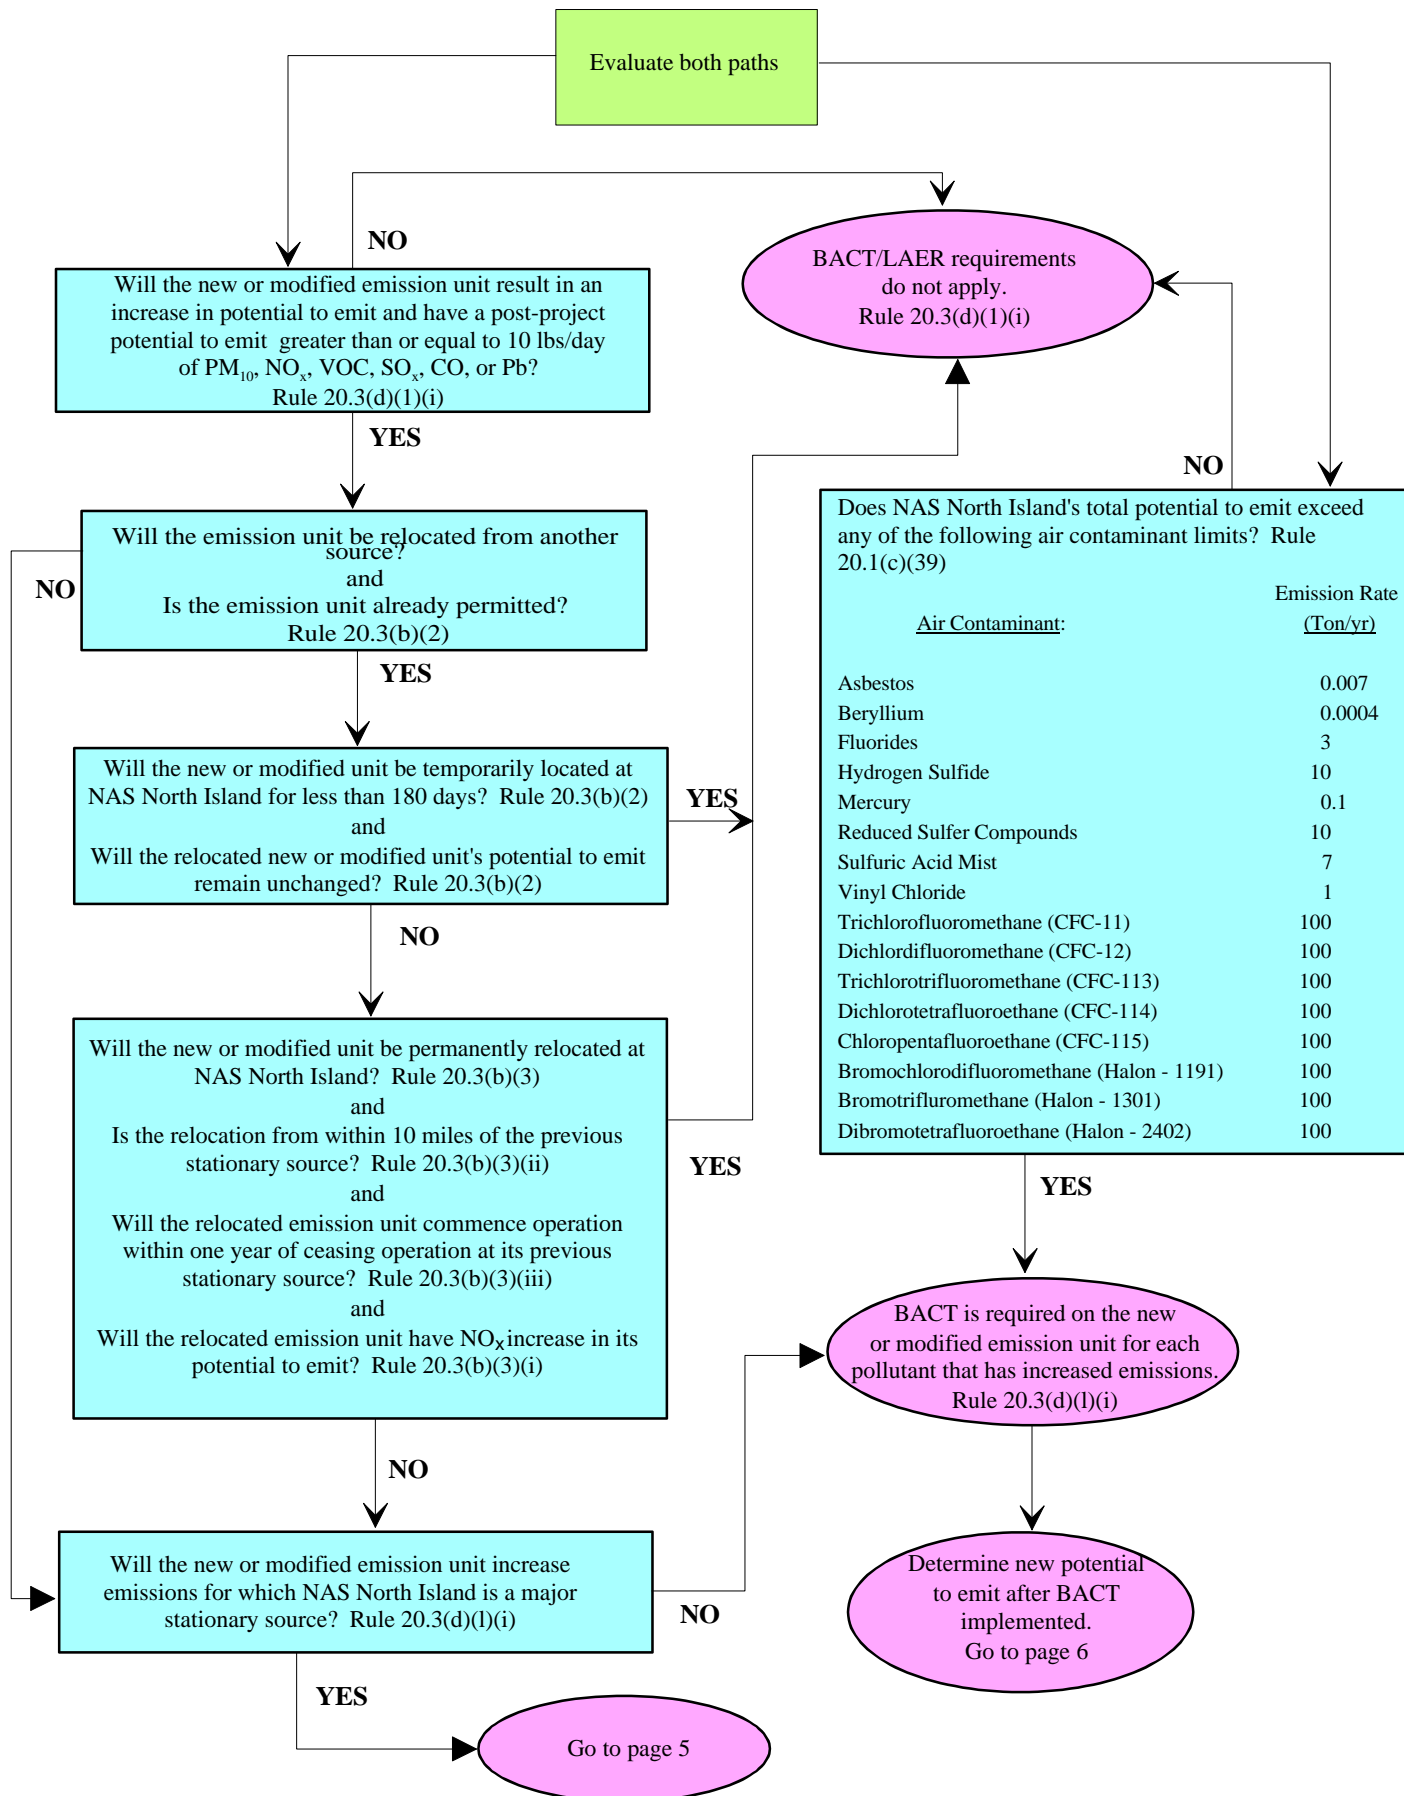 Evaluate both paths
NO
Will the new or modified emission unit result in an
increase in potential to emit and have a post-project
potential to emit greater than or equal to 10 lbs/day
of PM10, NOx, VOC, SOx, CO, or Pb?
Rule 20.3(d)(1)(i)
YES
BACT/LAER requirements
do not apply.
Rule 20.3(d)(1)(i)
NO
Will the emission unit be relocated from another
source?
and
Is the emission unit already permitted?
Rule 20.3(b)(2)
NO
YES
Will the new or modified unit be temporarily located at
NAS North Island for less than 180 days? Rule 20.3(b)(2)
and
Will the relocated new or modified unit's potential to emit
remain unchanged? Rule 20.3(b)(2)
YES
NO
Will the new or modified unit be permanently relocated at
NAS North Island? Rule 20.3(b)(3)
and
Is the relocation from within 10 miles of the previous
stationary source? Rule 20.3(b)(3)(ii)
and
Will the relocated emission unit commence operation
within one year of ceasing operation at its previous
stationary source? Rule 20.3(b)(3)(iii)
and
Will the relocated emission unit have NOx increase in its
potential to emit? Rule 20.3(b)(3)(i)
YES
NO
Will the new or modified emission unit increase
emissions for which NAS North Island is a major
stationary source? Rule 20.3(d)(l)(i)
NO
YES
Go to page 5
Does NAS North Island's total potential to emit exceed
any of the following air contaminant limits? Rule
20.1(c)(39)
Emission Rate
Air Contaminant: (Ton/yr)
Asbestos 0.007
Beryllium 0.0004
Fluorides 3
Hydrogen Sulfide 10
Mercury 0.1
Reduced Sulfer Compounds 10
Sulfuric Acid Mist 7
Vinyl Chloride 1
Trichlorofluoromethane (CFC-11) 100
Dichlordifluoromethane (CFC-12) 100
Trichlorotrifluoromethane (CFC-113) 100
Dichlorotetrafluoroethane (CFC-114) 100
Chloropentafluoroethane (CFC-115) 100
Bromochlorodifluoromethane (Halon - 1191) 100
Bromotrifluromethane (Halon - 1301) 100
Dibromotetrafluoroethane (Halon - 2402) 100
YES
BACT is required on the new
or modified emission unit for each
pollutant that has increased emissions.
Rule 20.3(d)(l)(i)
Determine new potential
to emit after BACT
implemented.
Go to page 6